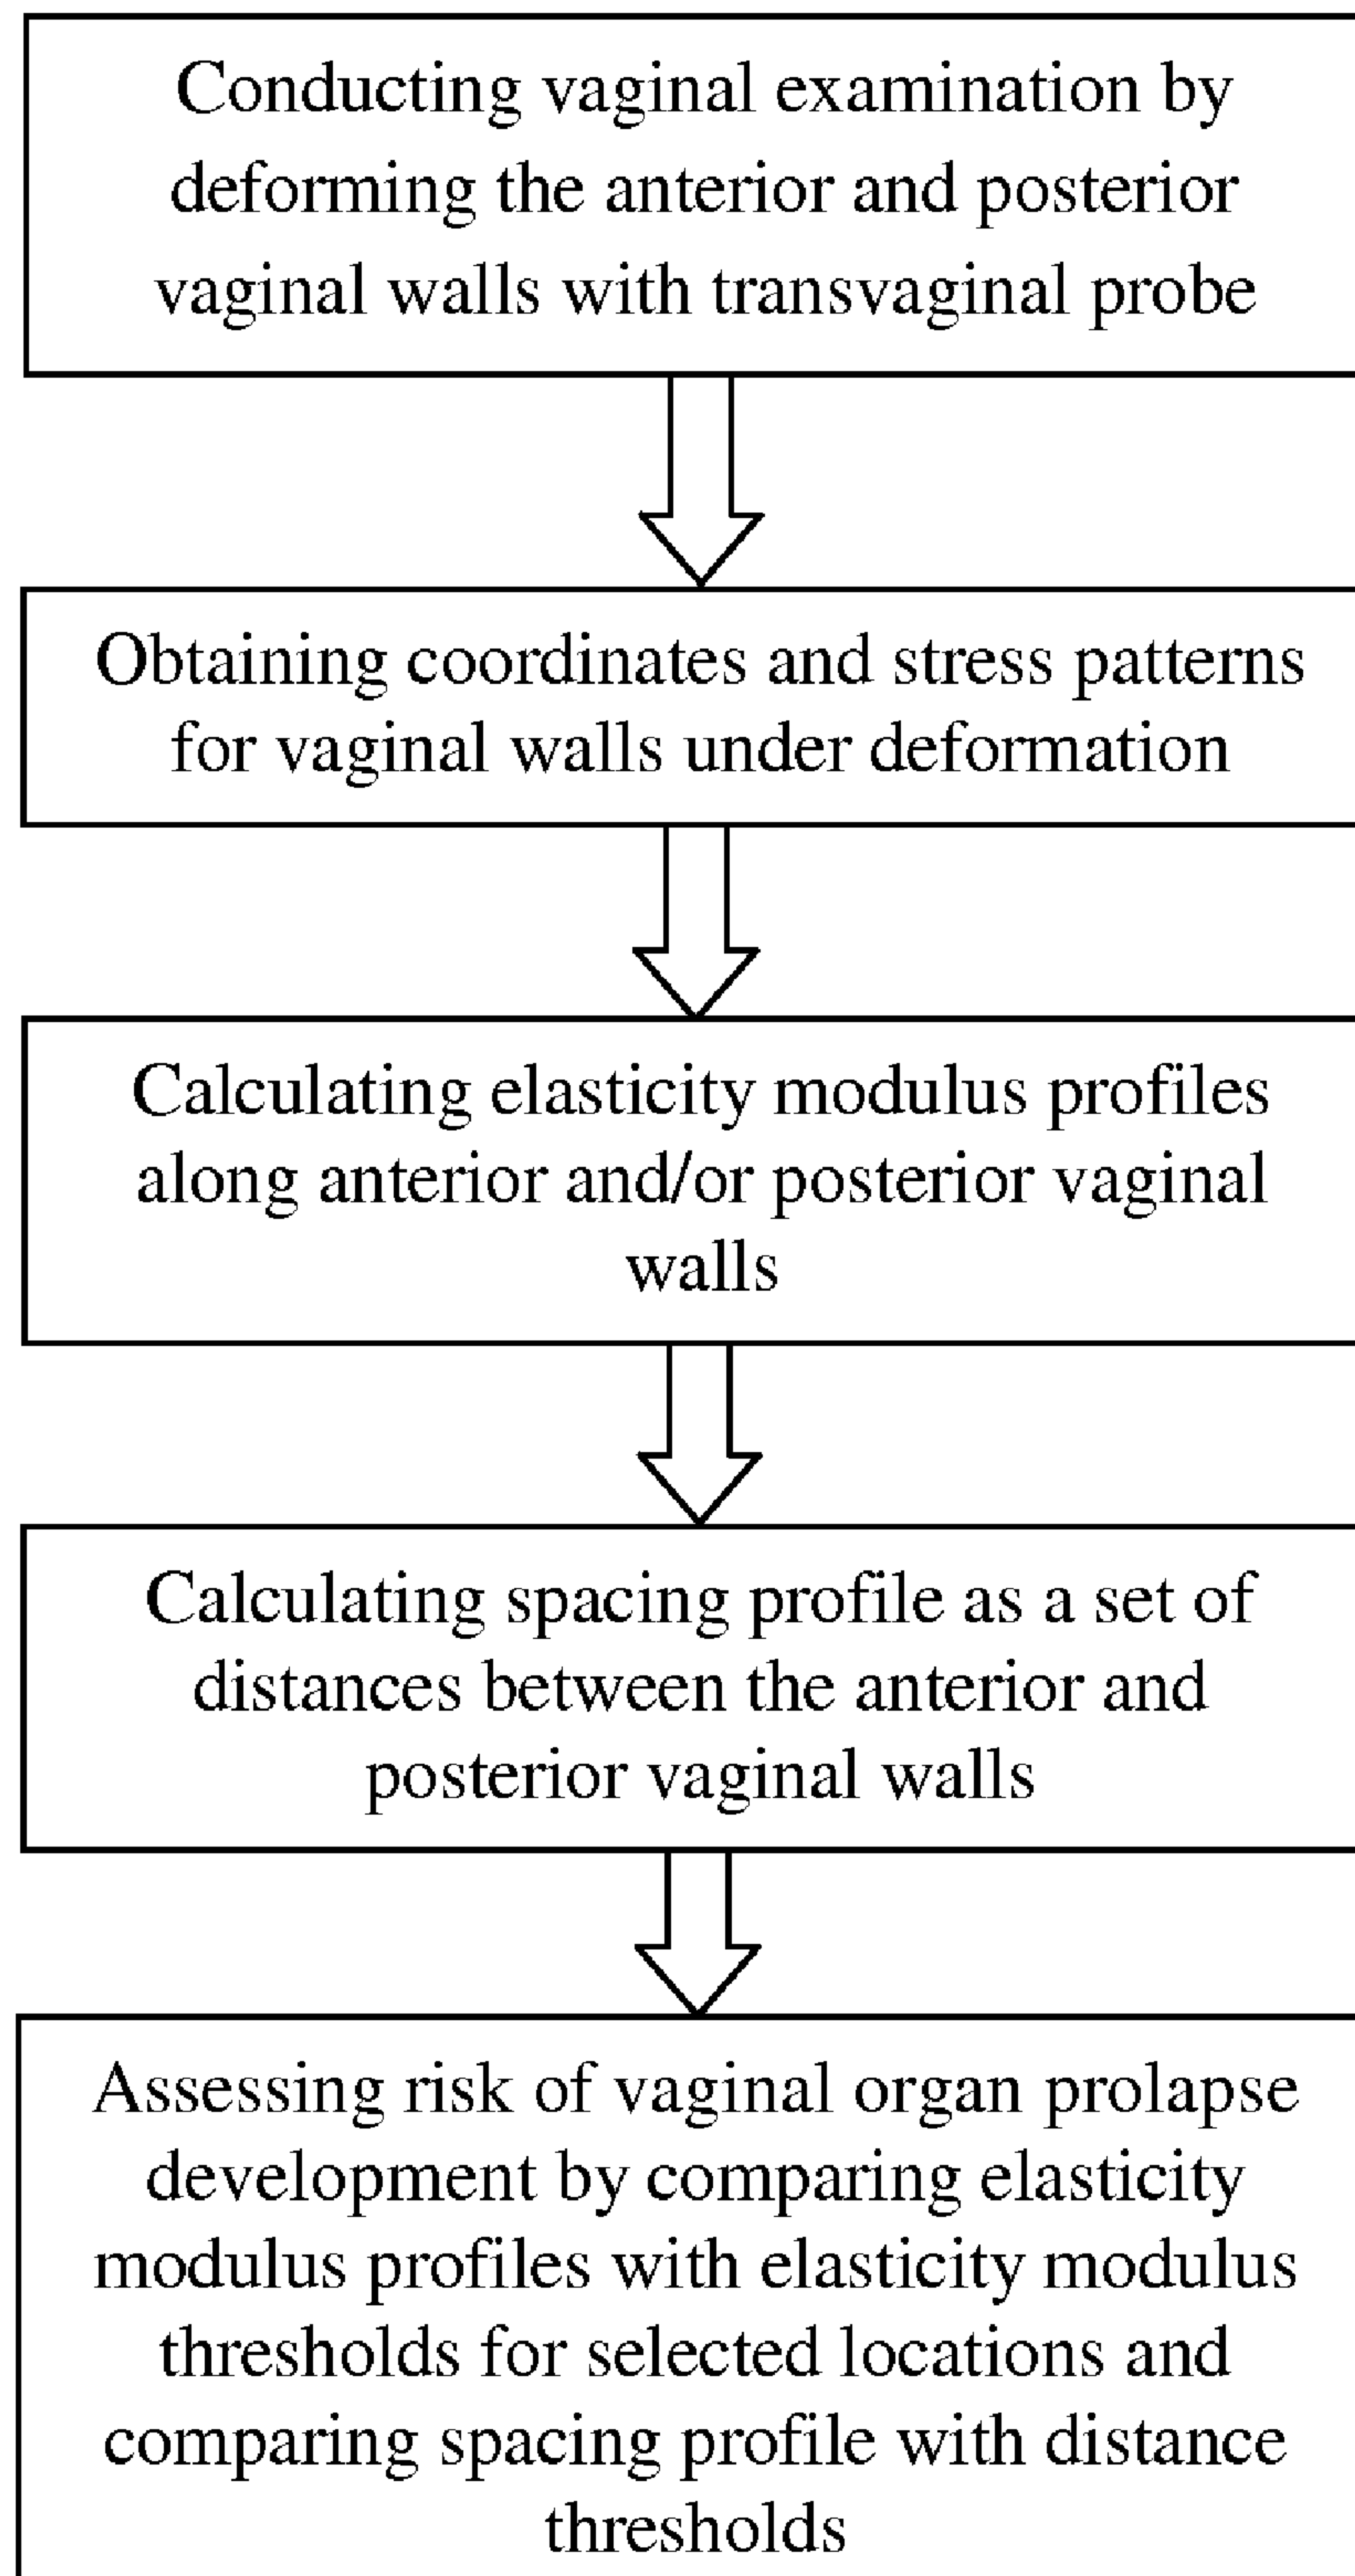 Conducting vaginal examination by
deforming the anterior and posterior
vaginal walls with transvaginal probe
Obtaining coordinates and stress patterns
for vaginal walls under deformation
Calculating elasticity modulus profiles
along anterior and/or posterior vaginal
walls
Calculating spacing profile as a set of
distances between the anterior and
posterior vaginal walls
Assessing risk of vaginal organ prolapse
development by comparing elasticity
modulus profiles with elasticity modulus
thresholds for selected locations and
comparing spacing profile with distance
thresholds